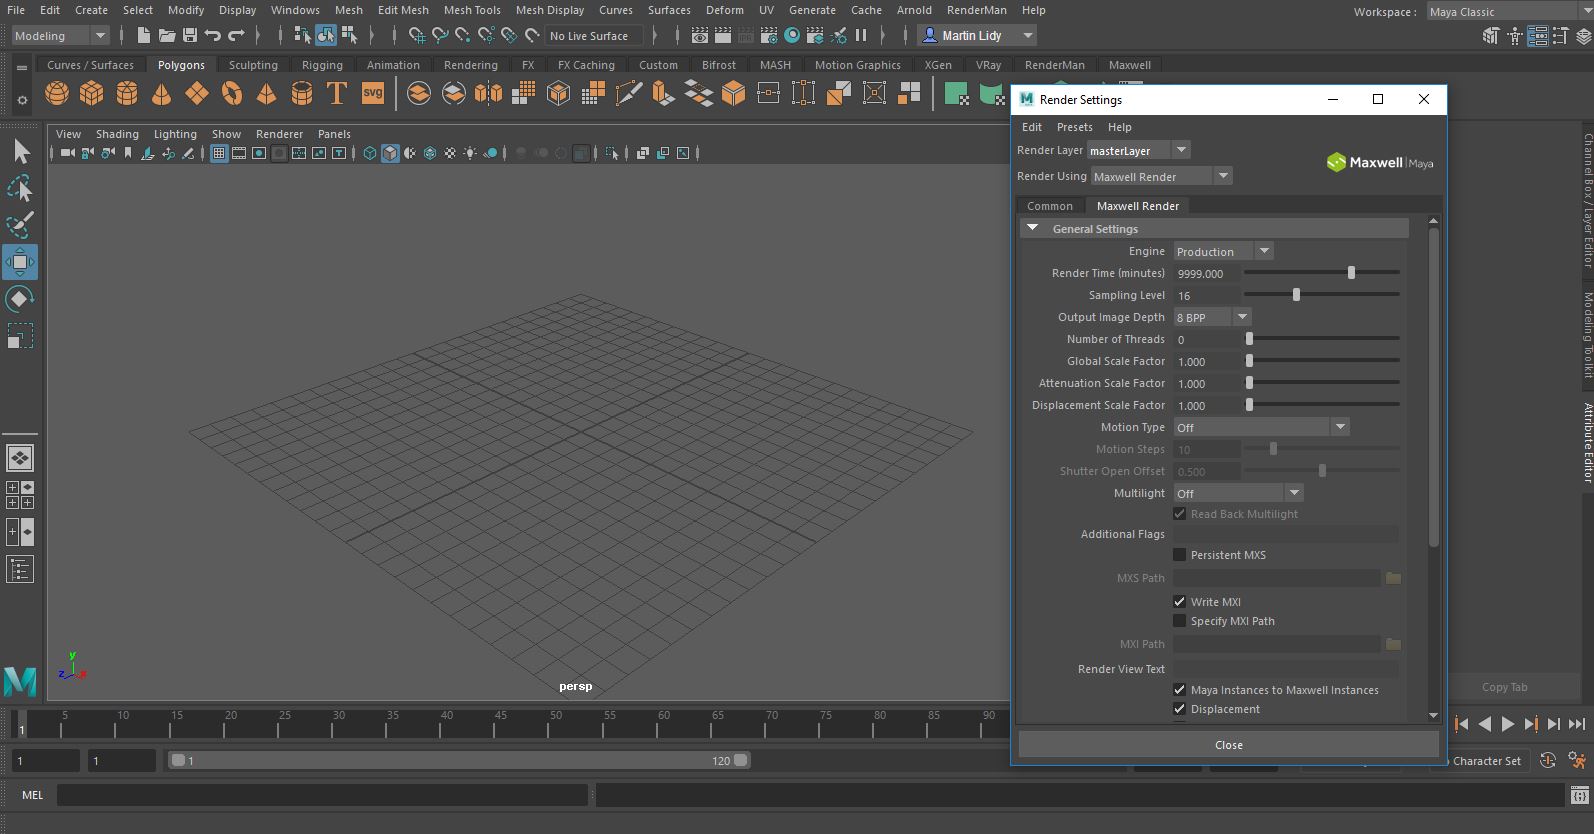 File Edit Create Select Modify Display Windows Mesh Edit Mesh Mesh Tools Mesh Display Curves Surfaces Deform UV Generate Cache Arnold RenderMan Help
Workspace : Maya Classic
Modeling No Live Surface Martin Lidy
Curves / Surfaces Polygons Sculpting Rigging Animation Rendering FX FX Caching Custom Bifrost MASH Motion Graphics XGen VRay RenderMan Maxwell
T svg
View Shading Lighting Show Renderer Panels
persp
y
z x
Render Settings
Edit Presets Help
Render Layer masterLayer
Maxwell | Maya
Render Using Maxwell Render
Common Maxwell Render
General Settings
Engine Production
Render Time (minutes) 9999.000
Sampling Level 16
Output Image Depth 8 BPP
Number of Threads 0
Global Scale Factor 1.000
Attenuation Scale Factor 1.000
Displacement Scale Factor 1.000
Motion Type Off
Motion Steps 10
Shutter Open Offset 0.500
Multilight Off
Read Back Multilight
Additional Flags
Persistent MXS
MXS Path
Write MXI
Specify MXI Path
MXI Path
Render View Text
Maya Instances to Maxwell Instances
Displacement
Close
Channel Box / Layer Editor
Modeling Toolkit
Attribute Editor
Copy Tab
1 5 10 15 20 25 30 35 40 45 50 55 60 65 70 75 80 85 90
1 1 1 120
Character Set
MEL